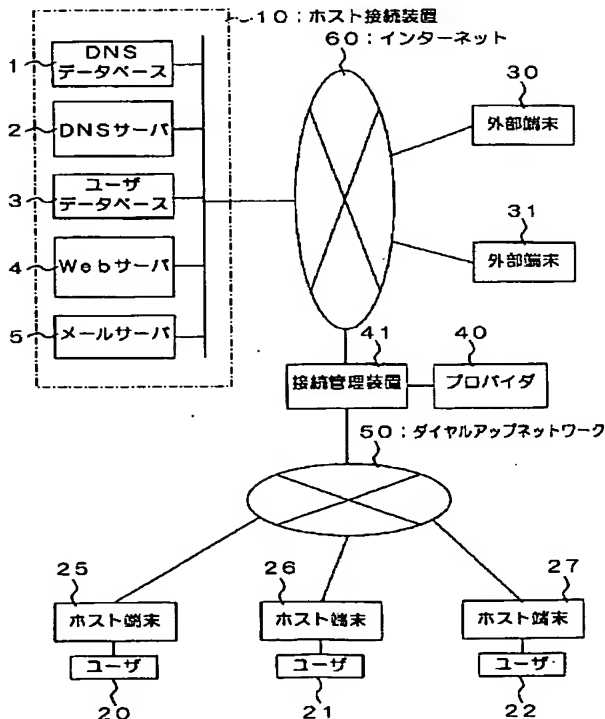 10：ホスト接続装置
60：インターネット
1
DNS
データベース
2
DNSサーバ
3
ユーザ
データベース
4
Webサーバ
5
メールサーバ
30
外部端末
31
外部端末
41
接続管理装置
40
プロバイダ
50：ダイヤルアップネットワーク
25
ホスト端末
ユーザ
20
26
ホスト端末
ユーザ
21
27
ホスト端末
ユーザ
22